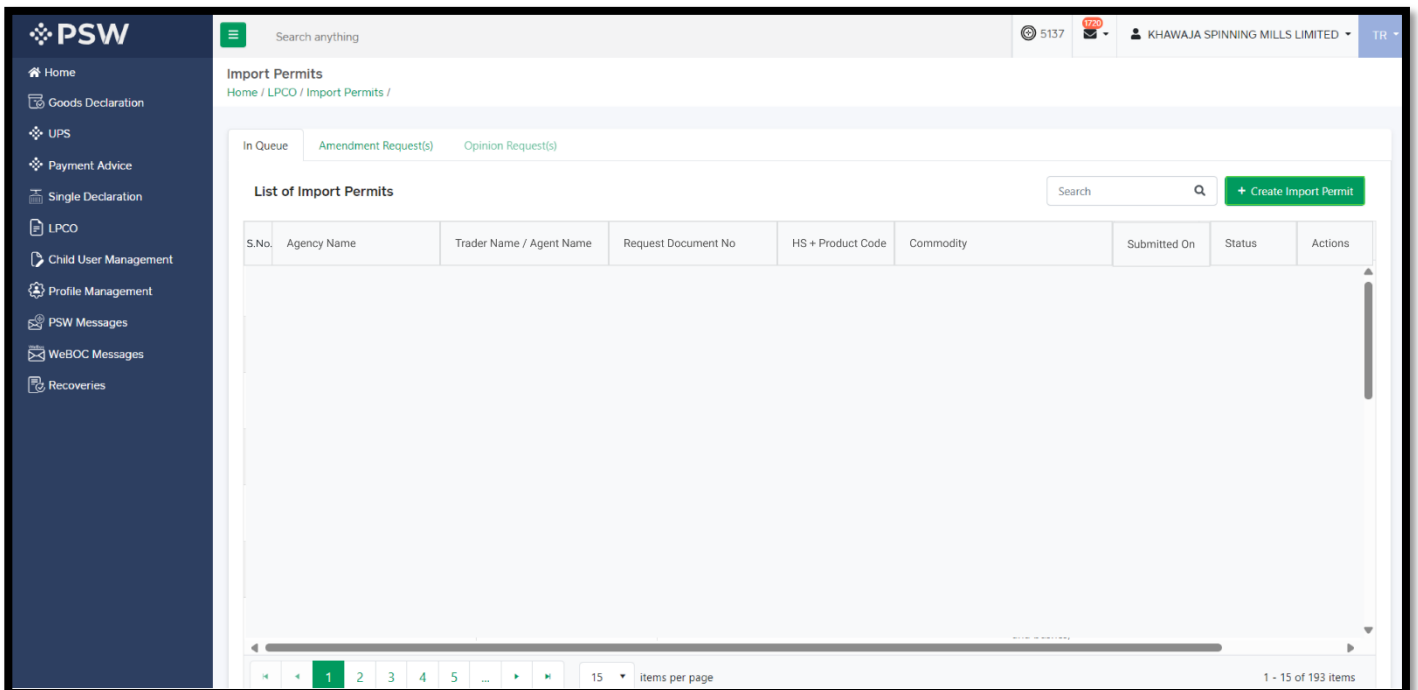 PSW
Search anything
5137
1720
KHAWAJA SPINNING MILLS LIMITED
TR
Home
Goods Declaration
UPS
Payment Advice
Single Declaration
LPCO
Child User Management
Profile Management
PSW Messages
WeBOC Messages
Recoveries
Import Permits
Home / LPCO / Import Permits /
In Queue Amendment Request(s) Opinion Request(s)
List of Import Permits
Search
+ Create Import Permit
S.No. Agency Name Trader Name / Agent Name Request Document No HS + Product Code Commodity Submitted On Status Actions
1 2 3 4 5 ... 15 items per page 1 - 15 of 193 items